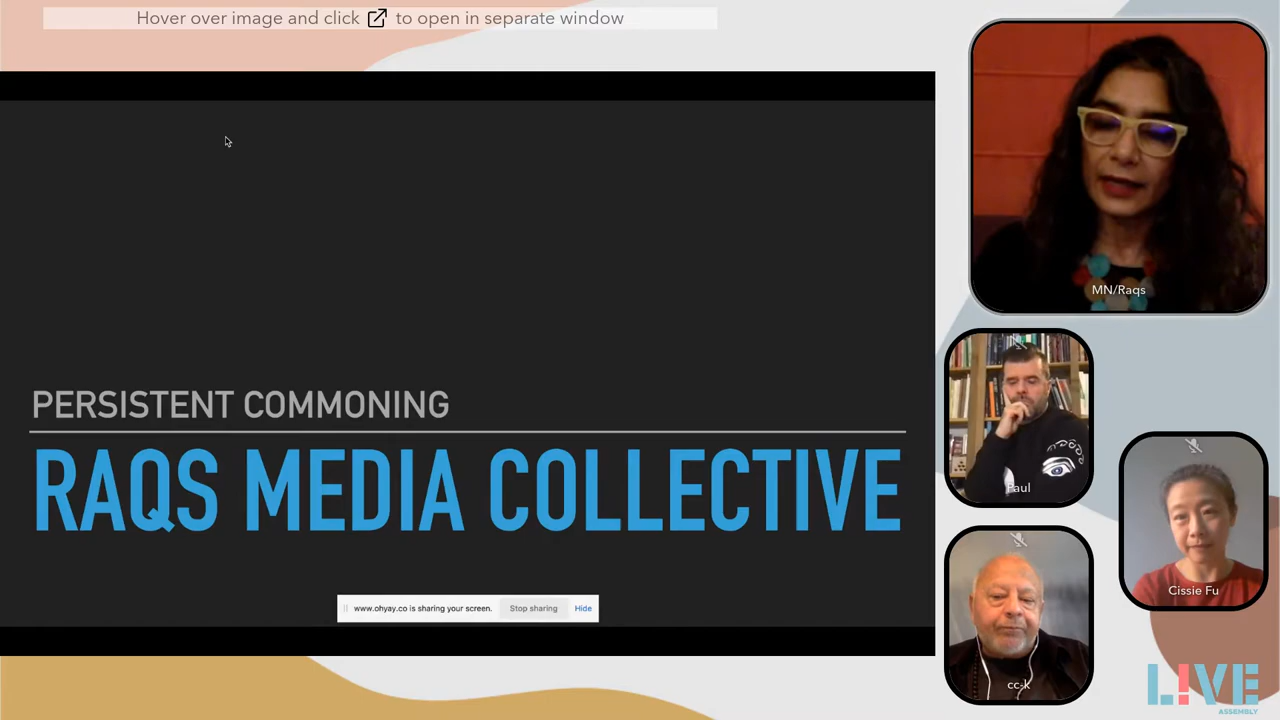 Hover over image and click to open in separate window
PERSISTENT COMMONING
RAQS MEDIA COLLECTIVE
www.ohyay.co is sharing your screen. Stop sharing Hide
MN/Raqs
Paul
Cissie Fu
cc-k
L!VE
ASSEMBLY